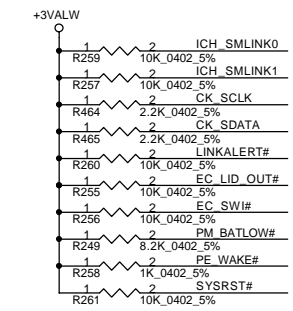 +3VALW
1 2 ICH_SMLINK0
R259 10K_0402_5%
1 2 ICH_SMLINK1
R257 10K_0402_5%
1 2 CK_SCLK
R464 2.2K_0402_5%
1 2 CK_SDATA
R465 2.2K_0402_5%
1 2 LINKALERT#
R260 10K_0402_5%
1 2 EC_LID_OUT#
R255 10K_0402_5%
1 2 EC_SWI#
R256 10K_0402_5%
1 2 PM_BATLOW#
R249 8.2K_0402_5%
1 2 PE_WAKE#
R258 1K_0402_5%
1 2 SYSRST#
R261 10K_0402_5%